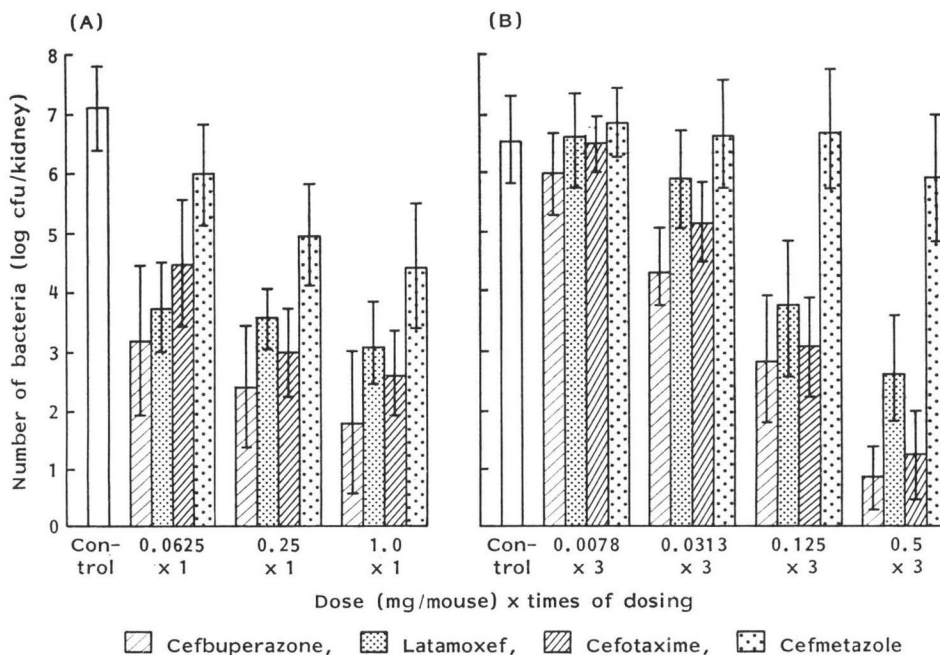 (A)
(B)
Number of bacteria (log cfu/kidney)
8
7
6
5
4
3
2
1
0
Con- 0.0625 0.25 1.0 Con- 0.0078 0.0313 0.125 0.5
trol x 1 x 1 x 1 trol x 3 x 3 x 3 x 3
Dose (mg/mouse) x times of dosing
Cefbuperazone, Latamoxef, Cefotaxime, Cefmetazole